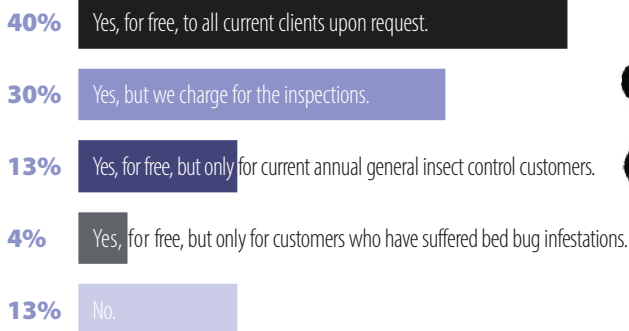 40% Yes, for free, to all current clients upon request.
30% Yes, but we charge for the inspections.
13% Yes, for free, but only for current annual general insect control customers.
4% Yes, for free, but only for customers who have suffered bed bug infestations.
13% No.